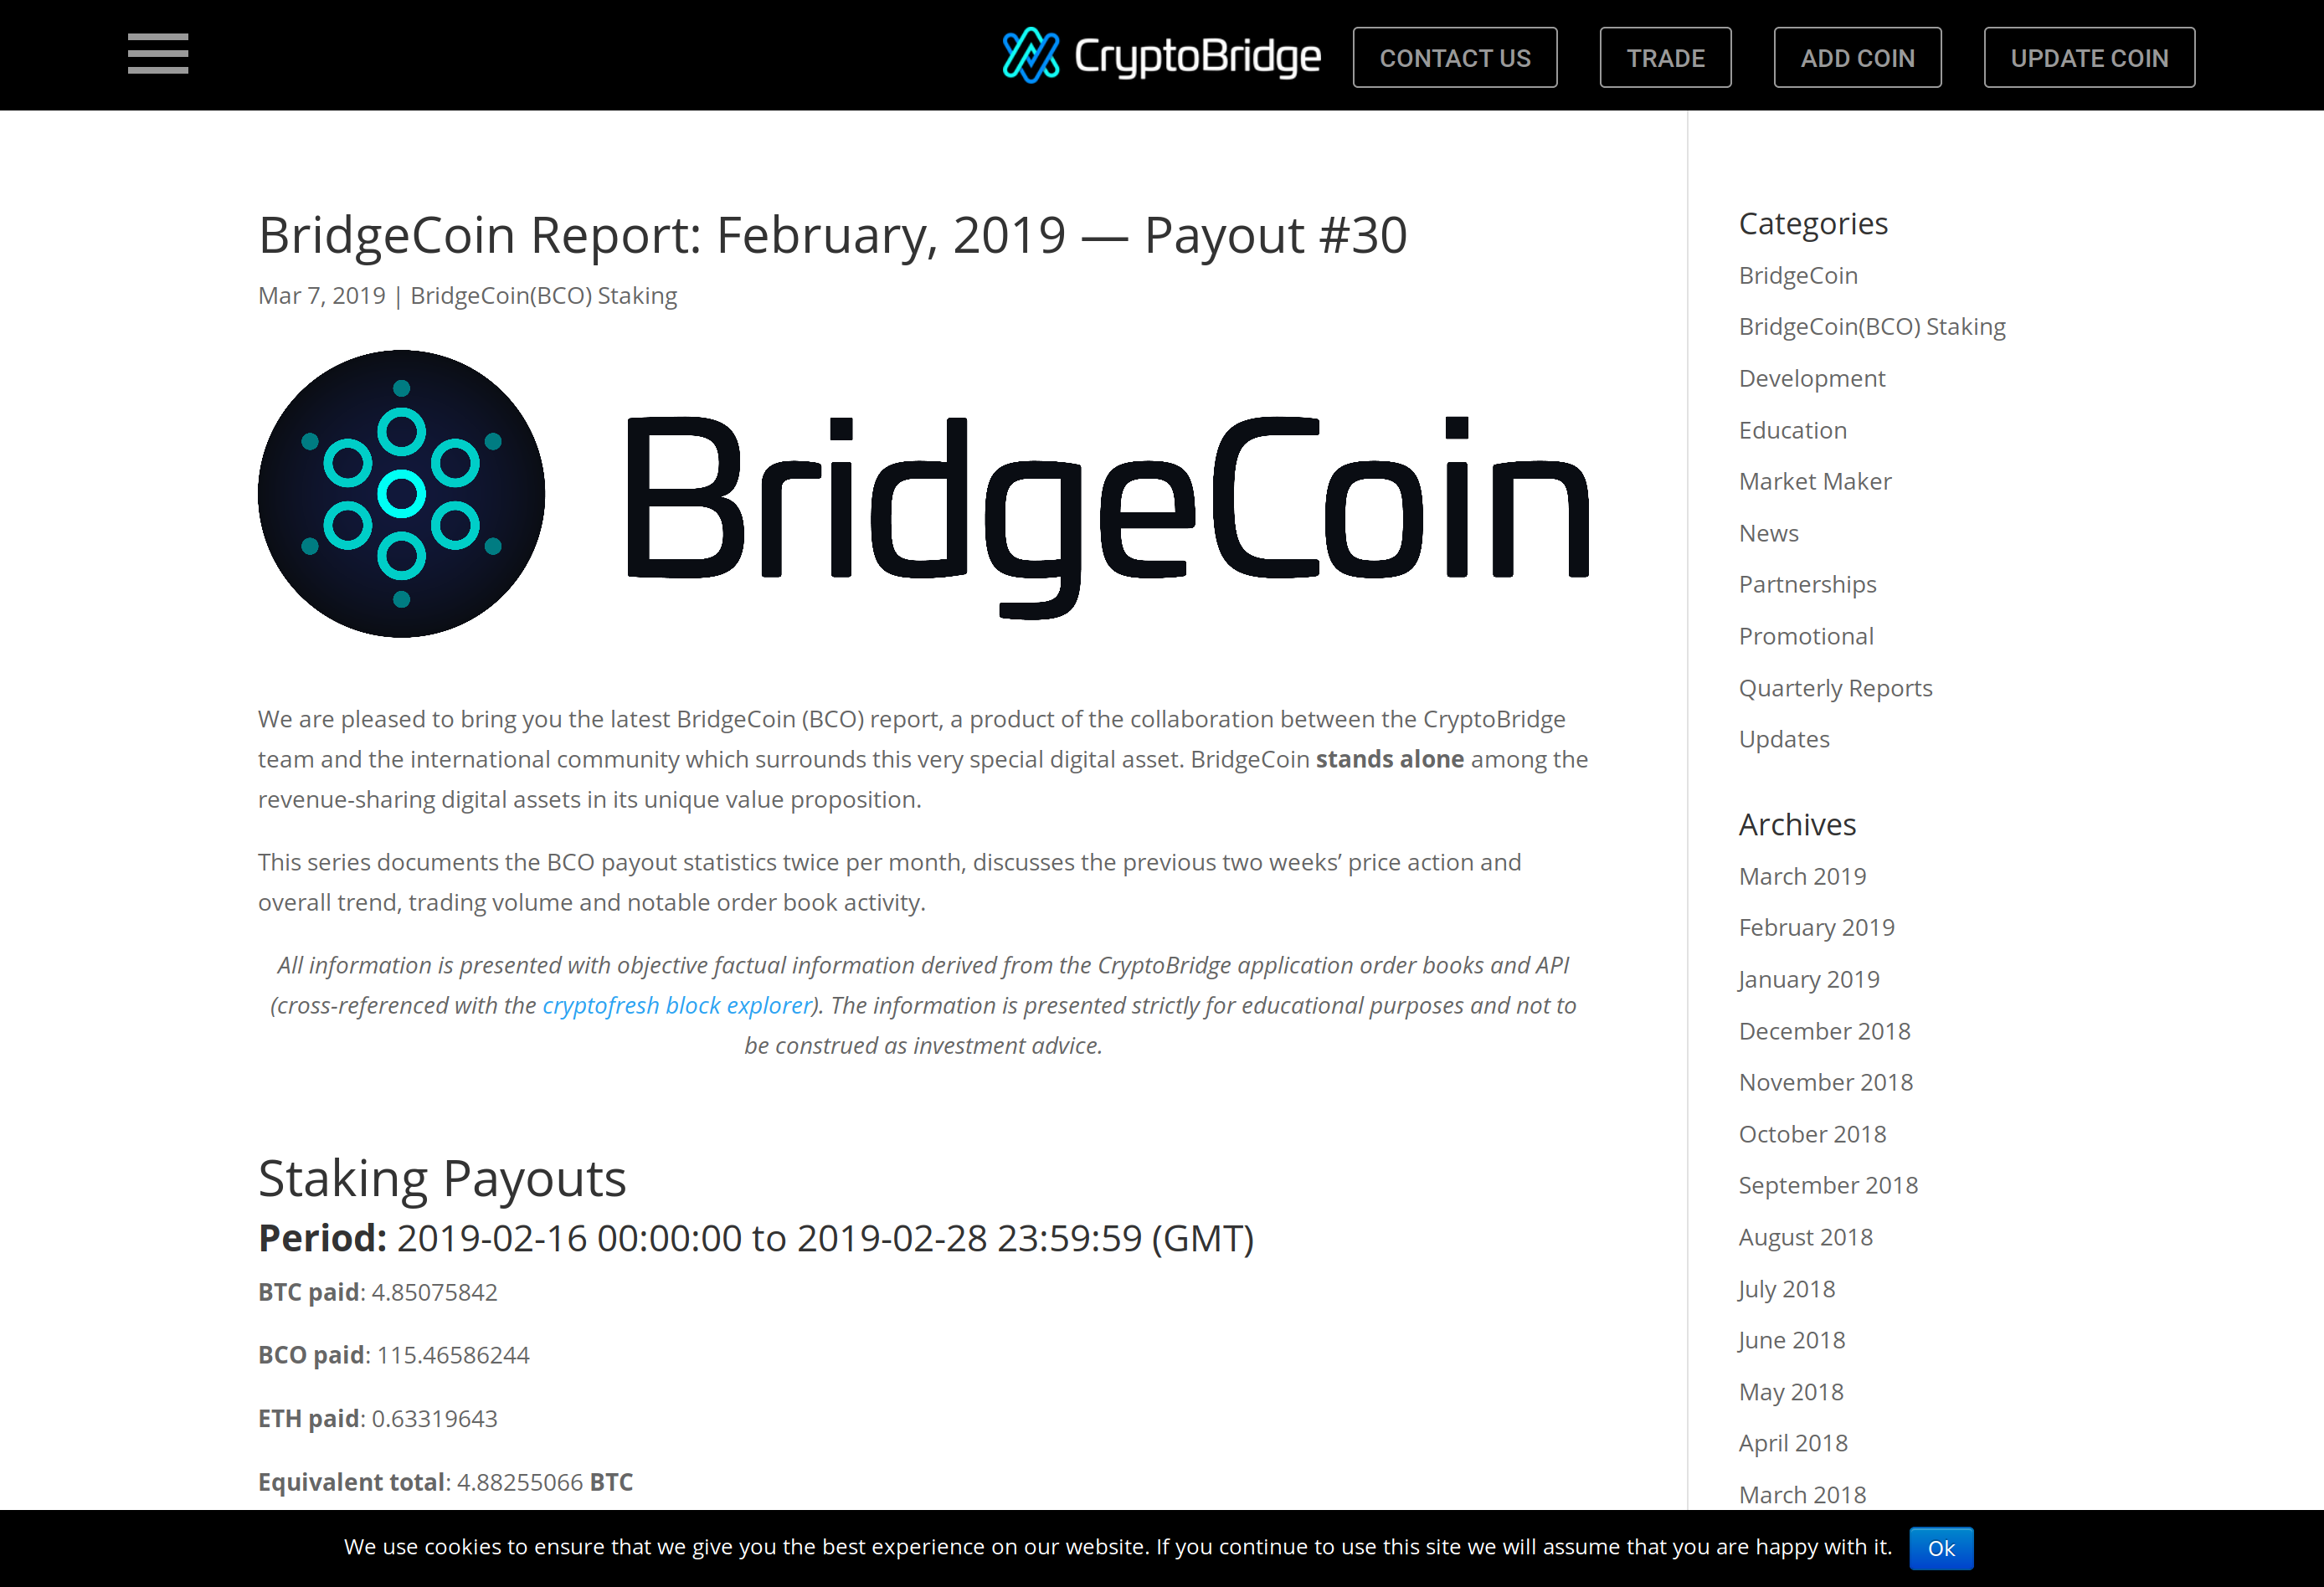 CryptoBridge
CONTACT US
TRADE
ADD COIN
UPDATE COIN
BridgeCoin Report: February, 2019 — Payout #30
Mar 7, 2019 | BridgeCoin(BCO) Staking
BridgeCoin
We are pleased to bring you the latest BridgeCoin (BCO) report, a product of the collaboration between the CryptoBridge
team and the international community which surrounds this very special digital asset. BridgeCoin stands alone among the
revenue-sharing digital assets in its unique value proposition.
This series documents the BCO payout statistics twice per month, discusses the previous two weeks’ price action and
overall trend, trading volume and notable order book activity.
All information is presented with objective factual information derived from the CryptoBridge application order books and API
(cross-referenced with the cryptofresh block explorer). The information is presented strictly for educational purposes and not to
be construed as investment advice.
Staking Payouts
Period: 2019-02-16 00:00:00 to 2019-02-28 23:59:59 (GMT)
BTC paid: 4.85075842
BCO paid: 115.46586244
ETH paid: 0.63319643
Equivalent total: 4.88255066 BTC
Categories
BridgeCoin
BridgeCoin(BCO) Staking
Development
Education
Market Maker
News
Partnerships
Promotional
Quarterly Reports
Updates
Archives
March 2019
February 2019
January 2019
December 2018
November 2018
October 2018
September 2018
August 2018
July 2018
June 2018
May 2018
April 2018
March 2018
We use cookies to ensure that we give you the best experience on our website. If you continue to use this site we will assume that you are happy with it.
Ok